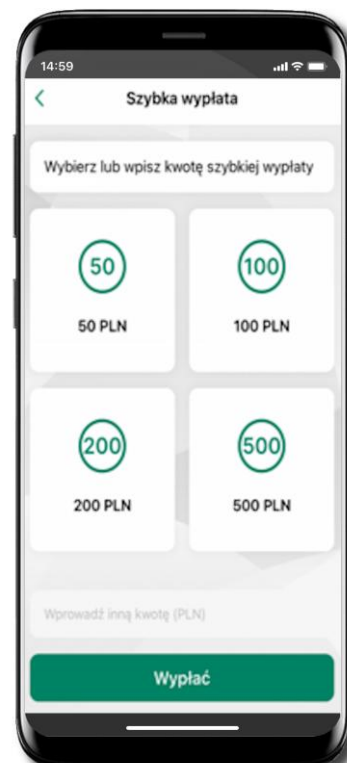 14:59
Szybka wypłata
Wybierz lub wpisz kwotę szybkiej wypłaty
50
100
50 PLN
100 PLN
200
500
200 PLN
500 PLN
Wprowadź inną kwotę (PLN)
Wypłać